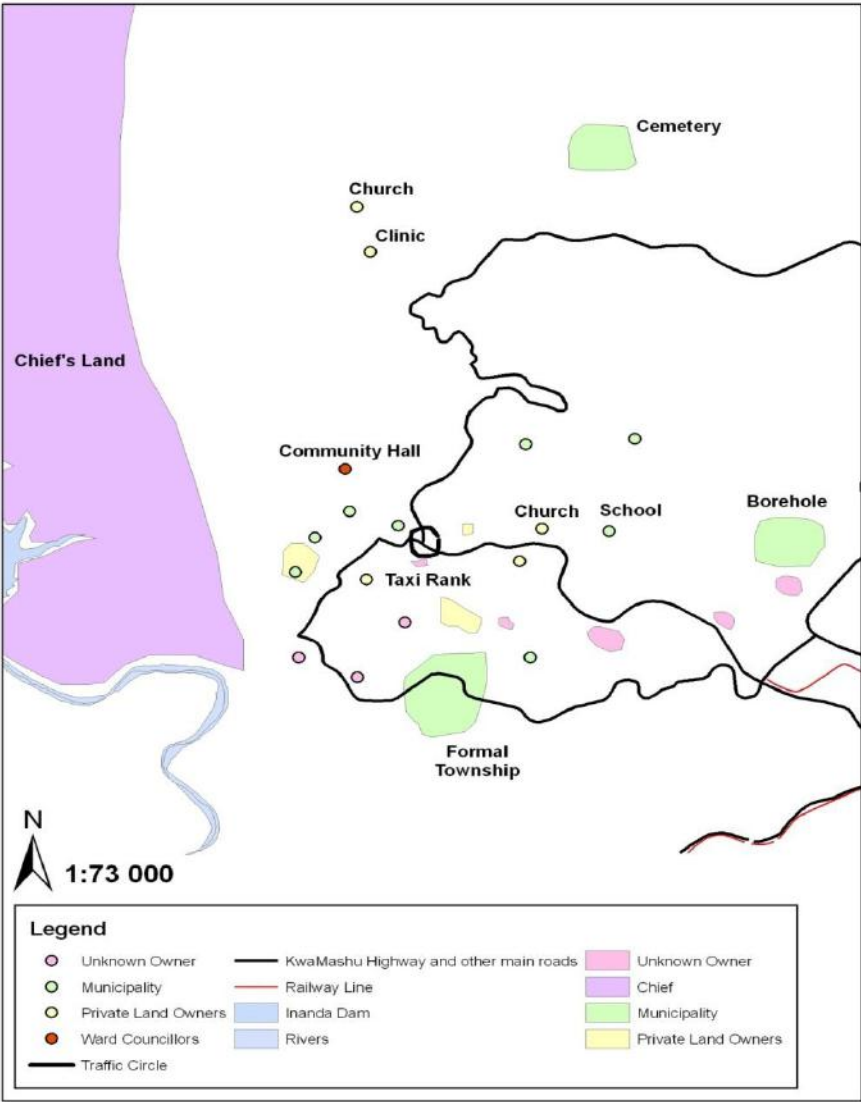 Cemetery
Church
Clinic
Chief's Land
Community Hall
Church
School
Borehole
Taxi Rank
Formal
Township
N
1:73 000
Legend
Unknown Owner
Municipality
Private Land Owners
Ward Councillors
Traffic Circle
KwaMashu Highway and other main roads
Railway Line
Inanda Dam
Rivers
Unknown Owner
Chief
Municipality
Private Land Owners